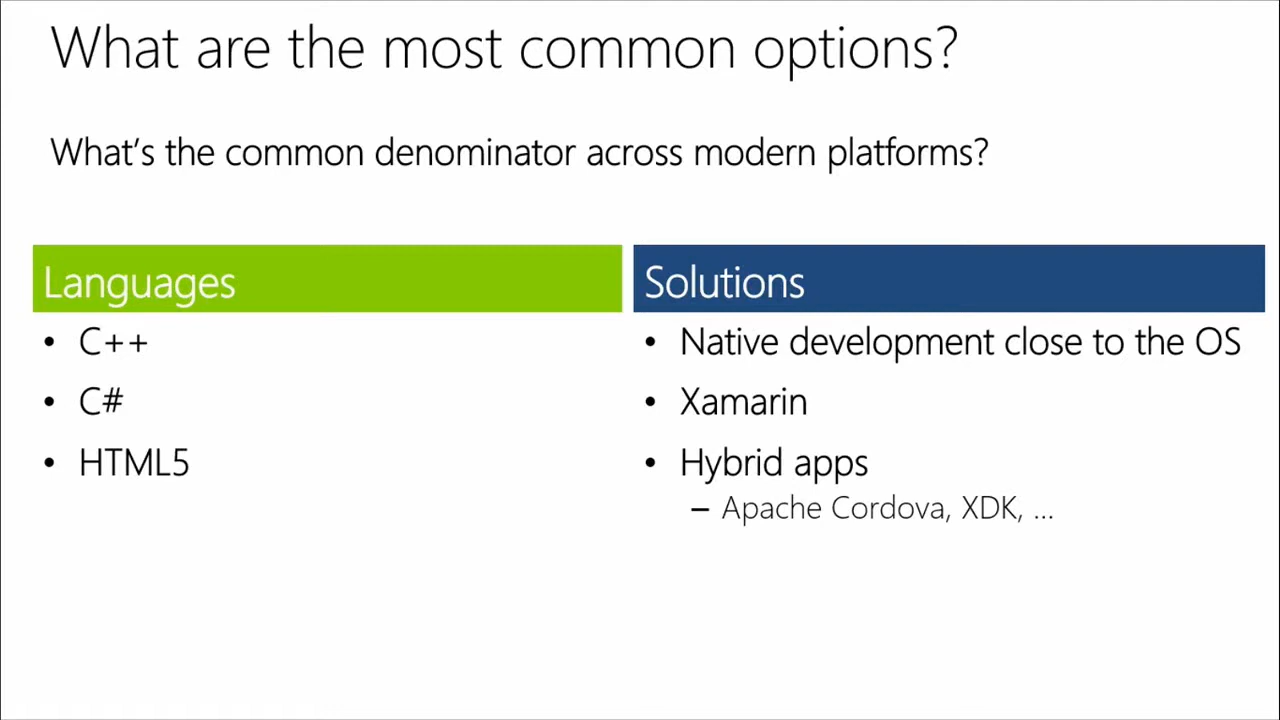 What are the most common options?
What's the common denominator across modern platforms?
Languages
• C++
• C#
• HTML5
Solutions
• Native development close to the OS
• Xamarin
• Hybrid apps
– Apache Cordova, XDK, ...